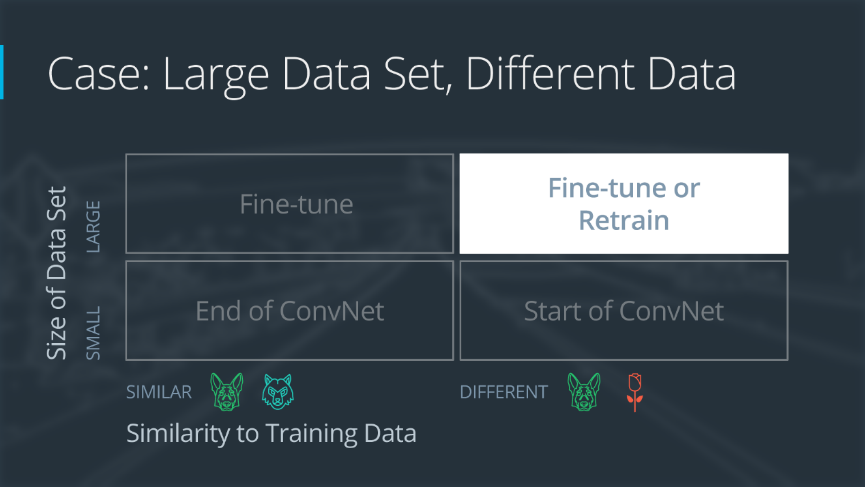 Case: Large Data Set, Different Data
Size of Data Set
LARGE
SMALL
Fine-tune
Fine-tune or
Retrain
End of ConvNet
Start of ConvNet
SIMILAR
DIFFERENT
Similarity to Training Data